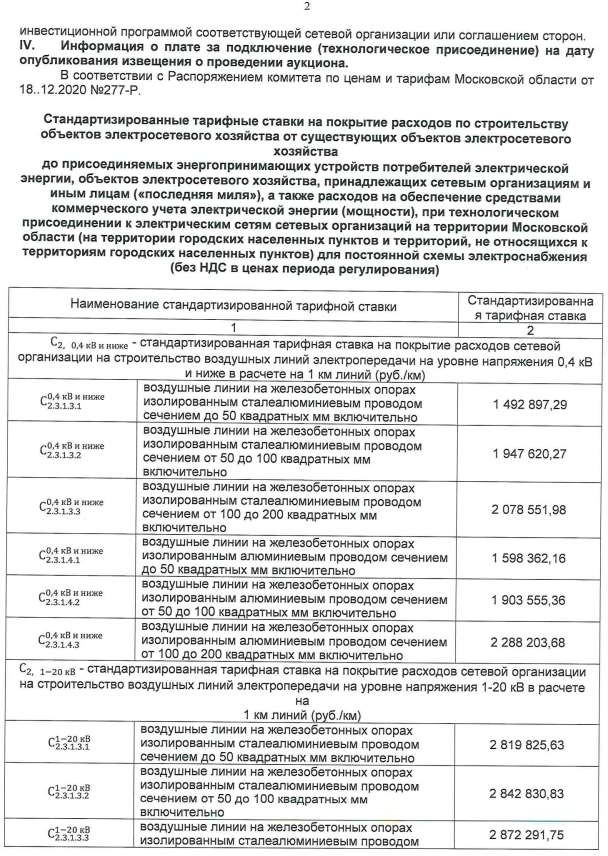 2
инвестиционной программой соответствующей сетевой организации или соглашением сторон.
IV. Информация о плате за подключение (технологическое присоединение) на дату
опубликования извещения о проведении аукциона.
В соответствии с Распоряжением комитета по ценам и тарифам Московской области от
18..12.2020 №277-Р.
Стандартизированные тарифные ставки на покрытие расходов по строительству
объектов электросетевого хозяйства от существующих объектов электросетевого
хозяйства
до присоединяемых энергопринимающих устройств потребителей электрической
энергии, объектов электросетевого хозяйства, принадлежащих сетевым организациям и
иным лицам («последняя миля»), а также расходов на обеспечение средствами
коммерческого учета электрической энергии (мощности), при технологическом
присоединении к электрическим сетям сетевых организаций на территории Московской
области (на территории городских населенных пунктов и территорий, не относящихся к
территориям городских населенных пунктов) для постоянной схемы электроснабжения
(без НДС в ценах периода регулирования)
Наименование стандартизированной тарифной ставки
Стандартизированна
я тарифная ставка
1 2
C2, 0,4 кВ и ниже - стандартизированная тарифная ставка на покрытие расходов сетевой
организации на строительство воздушных линий электропередачи на уровне напряжения 0,4 кВ
и ниже в расчете на 1 км линий (руб./км)
C 0,4 кВ и ниже 2.3.1.3.1
воздушные линии на железобетонных опорах
изолированным сталеалюминиевым проводом
сечением до 50 квадратных мм включительно
1 492 897,29
C 0,4 кВ и ниже 2.3.1.3.2
воздушные линии на железобетонных опорах
изолированным сталеалюминиевым проводом
сечением от 50 до 100 квадратных мм
включительно
1 947 620,27
C 0,4 кВ и ниже 2.3.1.3.3
воздушные линии на железобетонных опорах
изолированным сталеалюминиевым проводом
сечением от 100 до 200 квадратных мм
включительно
2 078 551,98
C 0,4 кВ и ниже 2.3.1.4.1
воздушные линии на железобетонных опорах
изолированным алюминиевым проводом сечением
до 50 квадратных мм включительно
1 598 362,16
C 0,4 кВ и ниже 2.3.1.4.2
воздушные линии на железобетонных опорах
изолированным алюминиевым проводом сечением
от 50 до 100 квадратных мм включительно
1 903 555,36
C 0,4 кВ и ниже 2.3.1.4.3
воздушные линии на железобетонных опорах
изолированным алюминиевым проводом сечением
от 100 до 200 квадратных мм включительно
2 288 203,68
C2, 1–20 кВ - стандартизированная тарифная ставка на покрытие расходов сетевой организации
на строительство воздушных линий электропередачи на уровне напряжения 1-20 кВ в расчете
на
1 км линий (руб./км)
C 1–20 кВ 2.3.1.3.1
воздушные линии на железобетонных опорах
изолированным сталеалюминиевым проводом
сечением до 50 квадратных мм включительно
2 819 825,63
C 1–20 кВ 2.3.1.3.2
воздушные линии на железобетонных опорах
изолированным сталеалюминиевым проводом
сечением от 50 до 100 квадратных мм
включительно
2 842 830,83
C 1–20 кВ 2.3.1.3.3
воздушные линии на железобетонных опорах
изолированным сталеалюминиевым проводом
2 872 291,75